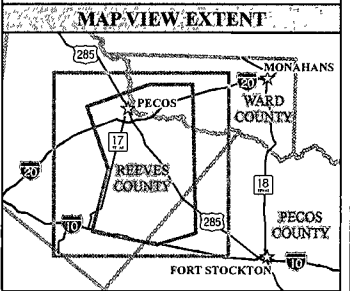 MAP VIEW EXTENT
285
MONAHANS
20
PECOS
WARD
COUNTY
17
REEVES
COUNTY
20
18
PECOS
COUNTY
285
10
FORT STOCKTON
10